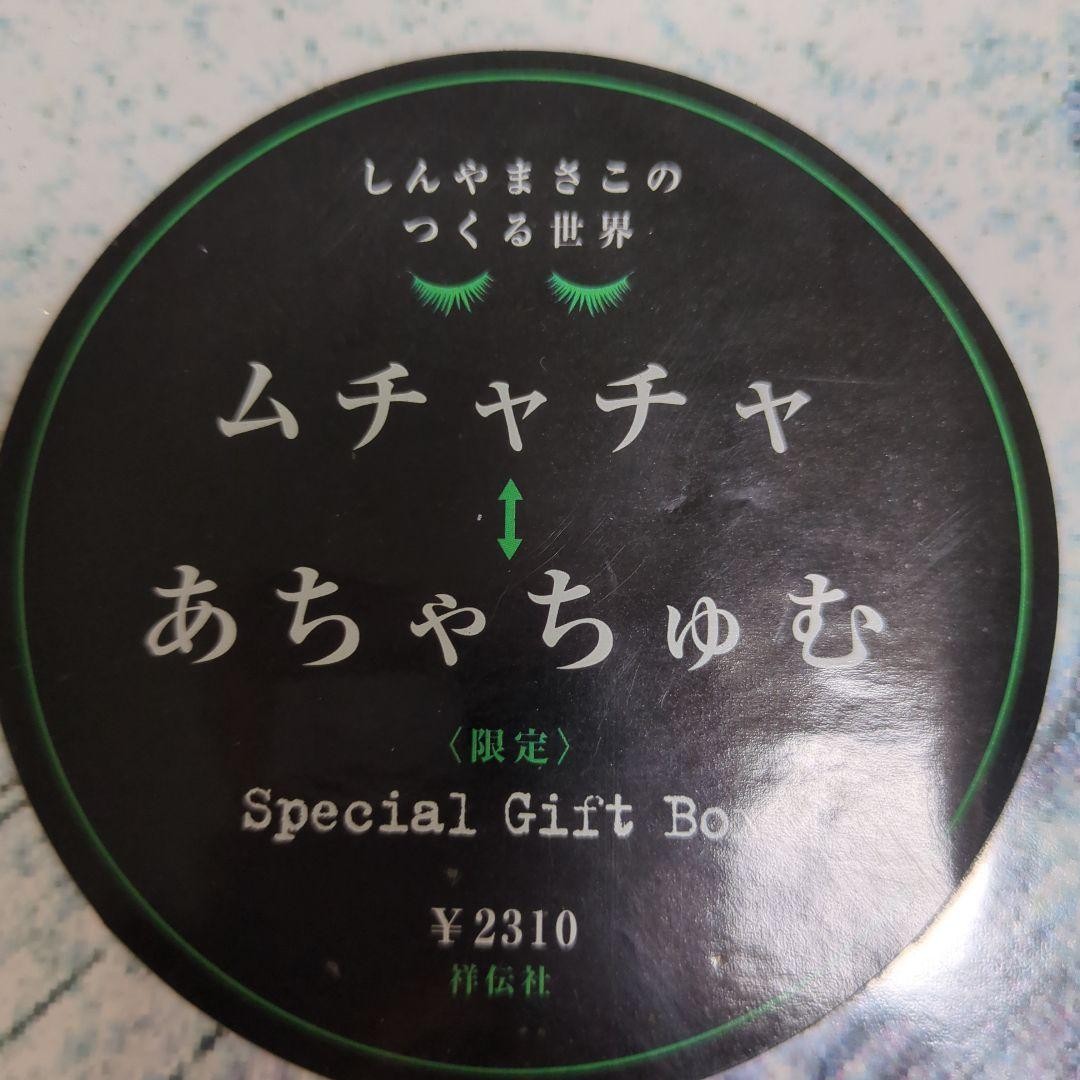 しんやまさこの
つくる世界
ムチャチャ
↕
あちゃちゅむ
〈限定〉
Special Gift Box
¥2310
祥伝社